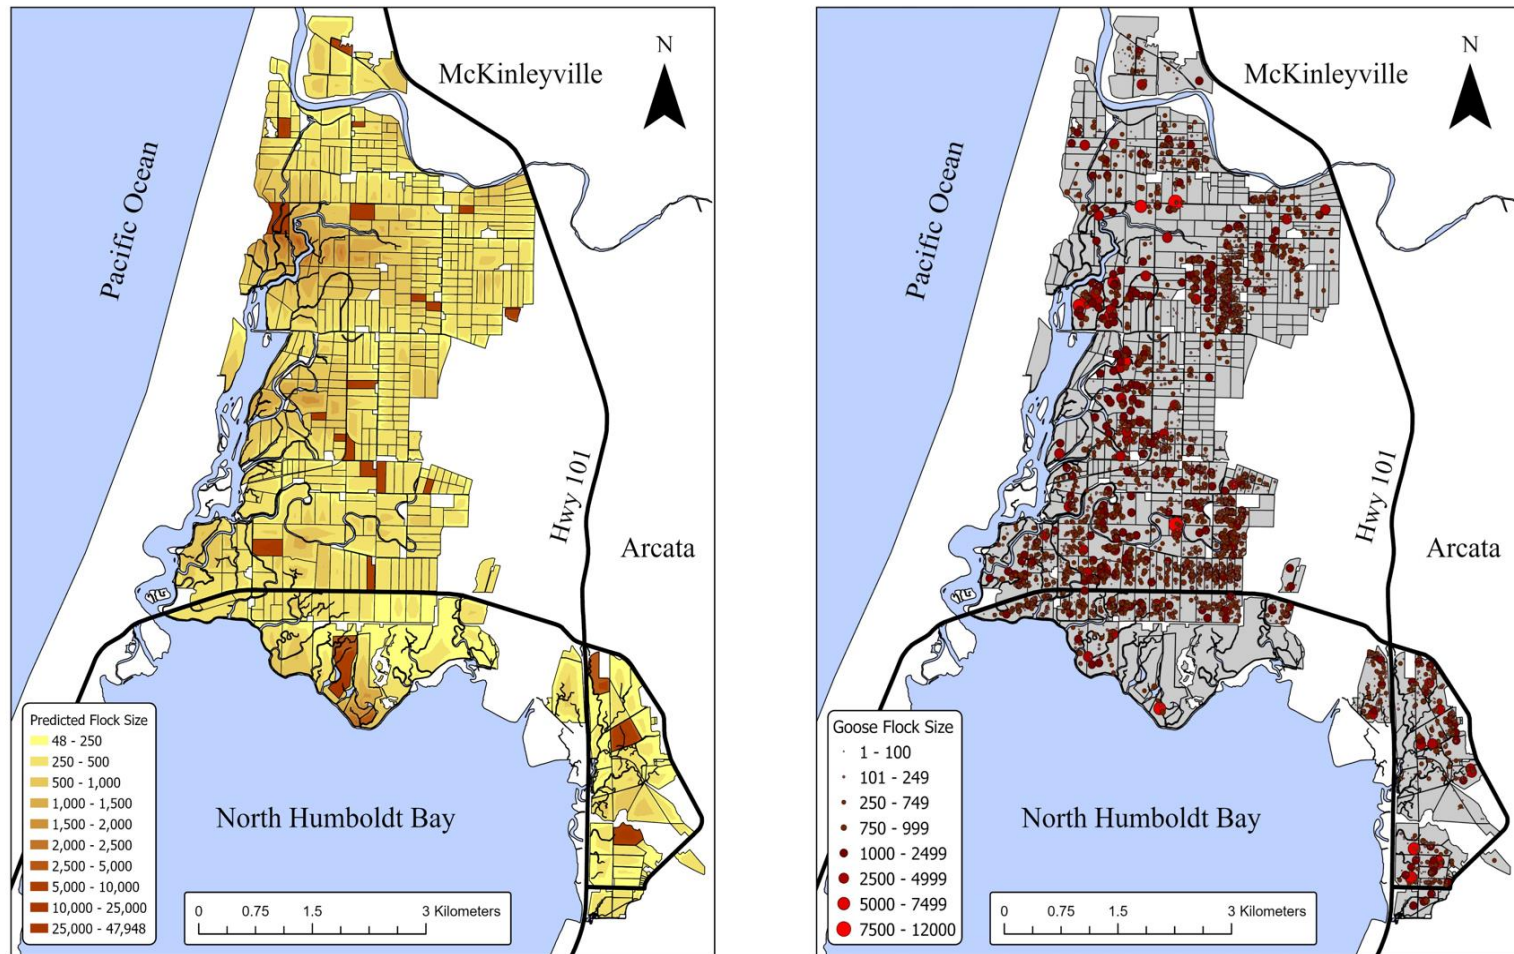 N
McKinleyville
Pacific Ocean
Hwy 101
Arcata
North Humboldt Bay
Predicted Flock Size
48 - 250
250 - 500
500 - 1,000
1,000 - 1,500
1,500 - 2,000
2,000 - 2,500
2,500 - 5,000
5,000 - 10,000
10,000 - 25,000
25,000 - 47,948
0 0.75 1.5 3 Kilometers
N
McKinleyville
Pacific Ocean
Hwy 101
Arcata
North Humboldt Bay
Goose Flock Size
1 - 100
101 - 249
250 - 749
750 - 999
1000 - 2499
2500 - 4999
5000 - 7499
7500 - 12000
0 0.75 1.5 3 Kilometers